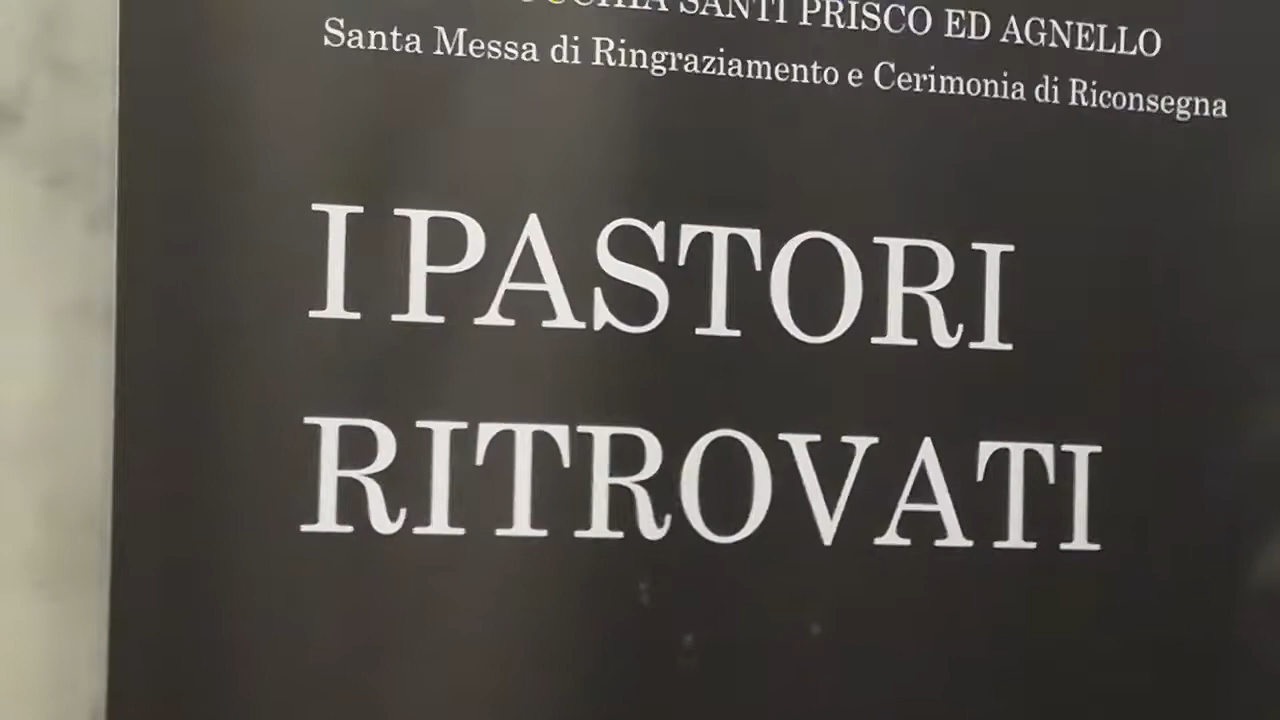 SANTI PRISCO ED AGNELLO
Santa Messa di Ringraziamento e Cerimonia di Riconsegna
I PASTORI
RITROVATI